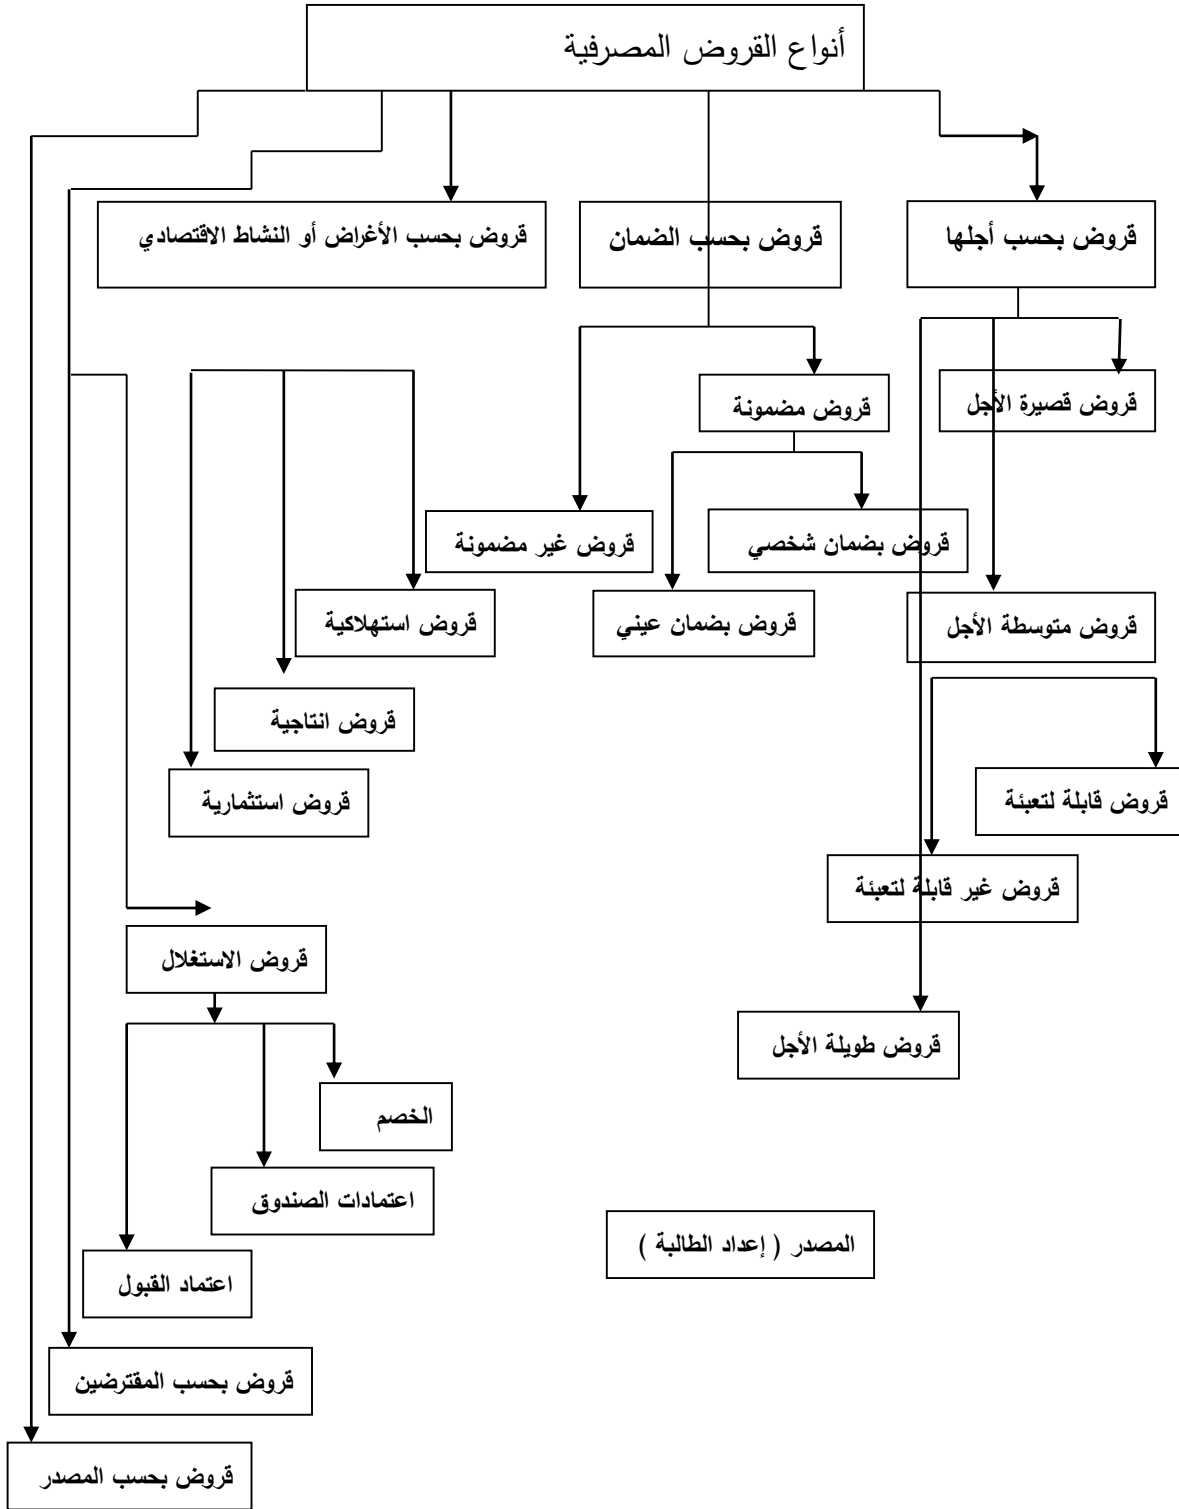 أنواع القروض المصرفية
قروض بحسب أجلها
قروض بحسب الضمان
قروض بحسب الأغراض أو النشاط الاقتصادي
قروض قصيرة الأجل
قروض مضمونة
قروض بضمان شخصي
قروض غير مضمونة
قروض متوسطة الأجل
قروض بضمان عيني
قروض استهلاكية
قروض انتاجية
قروض قابلة لتعبئة
قروض استثمارية
قروض غير قابلة لتعبئة
قروض الاستغلال
قروض طويلة الأجل
الخصم
اعتمادات الصندوق
المصدر ( إعداد الطالبة )
اعتماد القبول
قروض بحسب المقترضين
قروض بحسب المصدر